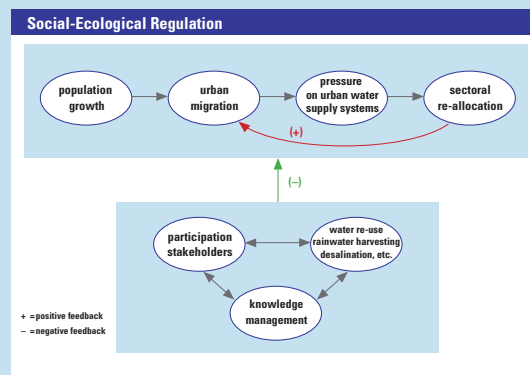 Social-Ecological Regulation
population
growth
urban
migration
pressure
on urban water
supply systems
sectoral
re-allocation
(+)
(–)
participation
stakeholders
water re-use
rainwater harvesting
desalination, etc.
knowledge
management
+ =positive feedback
– =negative feedback